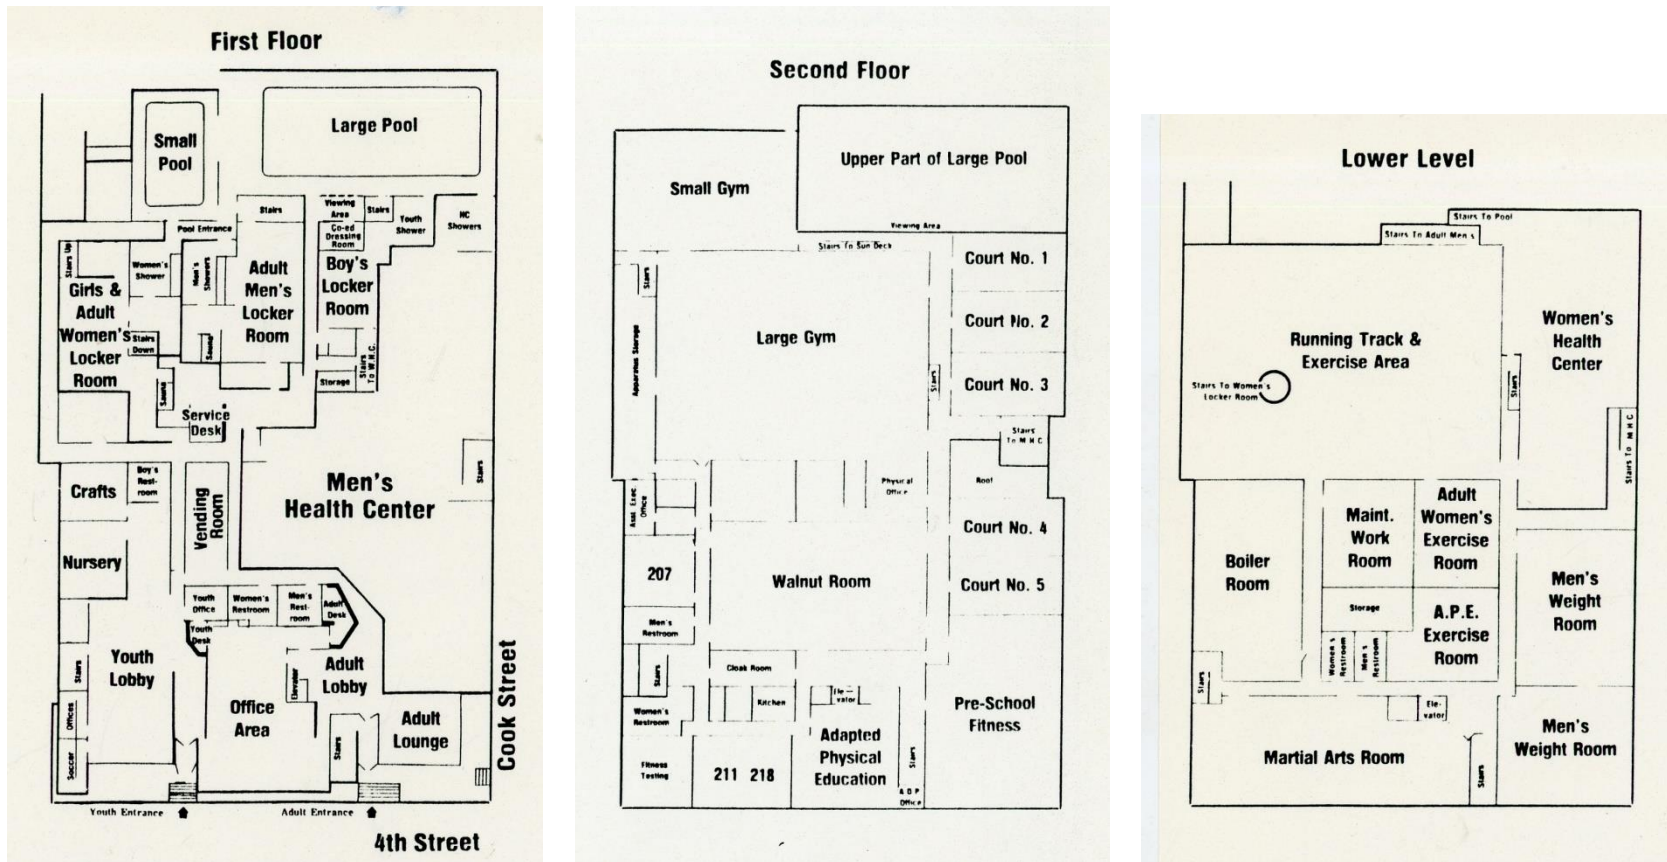 First Floor
Small
Pool
Large Pool
Stairs
Viewing
Area
Stairs
Youth
Shower
HC
Showers
Pool Entrance
Co-ed
Dressing
Room
Stairs Up
Women's
Shower
Men's
Showers
Adult
Men's
Locker
Room
Boy's
Locker
Room
Girls &
Adult
Women's
Locker
Room
Stairs
Down
Sauna
Stairs
To W.H.C.
Storage
Sauna
Service
Desk
Crafts
Boy's
Rest-
room
Vending
Room
Men's
Health Center
Stairs
Nursery
Youth
Office
Women's
Restroom
Men's
Rest-
room
Adult
Desk
Youth
Desk
Stairs
Youth
Lobby
Elevator
Adult
Lobby
Offices
Office
Area
Adult
Lounge
Soccer
Stairs
Cook Street
Youth Entrance
Adult Entrance
4th Street
Second Floor
Small Gym
Upper Part of Large Pool
Viewing Area
Stairs To Sun Deck
Stairs
Court No. 1
Court No. 2
Large Gym
Apparatus Storage
Court No. 3
Stairs
Stairs
To M H C
Physical
Office
Roof
Asst Exec.
Office
Court No. 4
207
Walnut Room
Court No. 5
Men's
Restroom
Cloak Room
Stairs
Women's
Restroom
Kitchen
Ele-
vator
Pre-School
Fitness
Adapted
Physical
Education
Stairs
Fitness
Testing
211 218
A D P
Office
Lower Level
Stairs To Pool
Stairs To Adult Men's
Running Track &
Exercise Area
Women's
Health
Center
Stairs To Women's
Locker Room
Stairs
Stairs To M H C
Boiler
Room
Maint.
Work
Room
Adult
Women's
Exercise
Room
Men's
Weight
Room
Storage
A.P.E.
Exercise
Room
Women's
Restroom
Men's
Restroom
Stairs
Ele-
vator
Martial Arts Room
Stairs
Men's
Weight Room